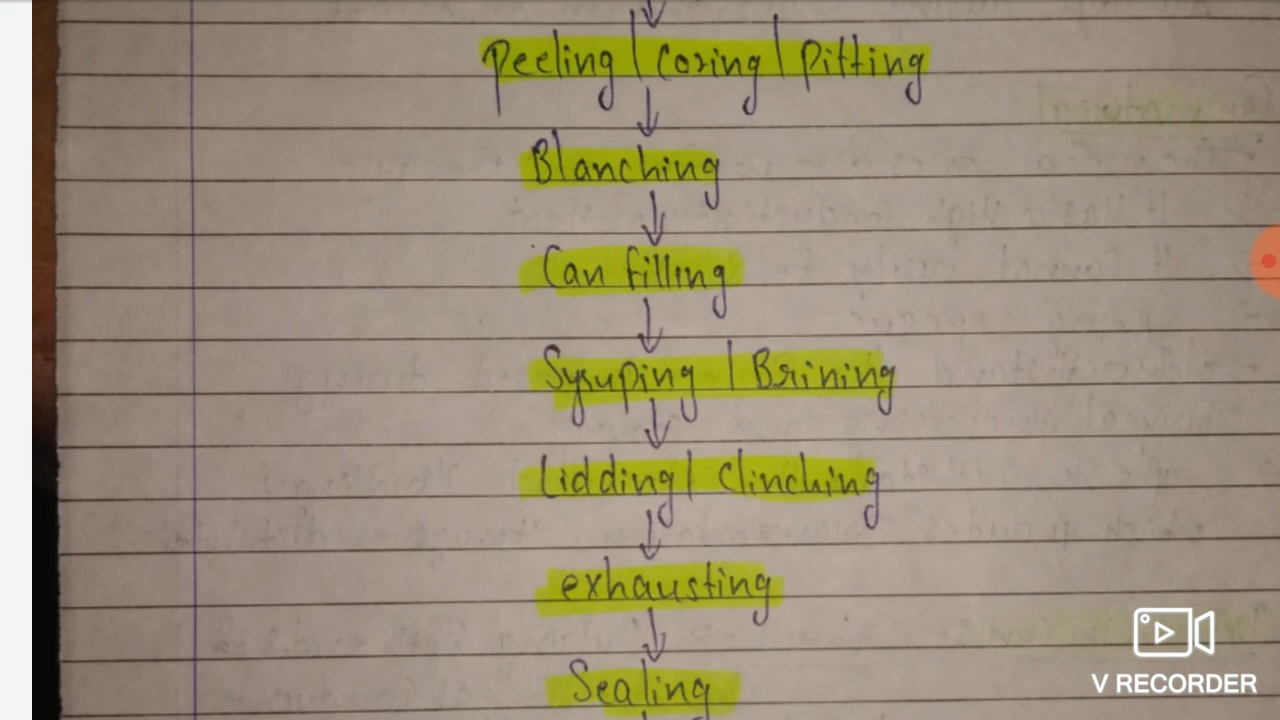 Peeling | Coring | Pitting
Blanching
Can filling
Syruping | Brining
Lidding | Clinching
exhausting
Sealing
V RECORDER